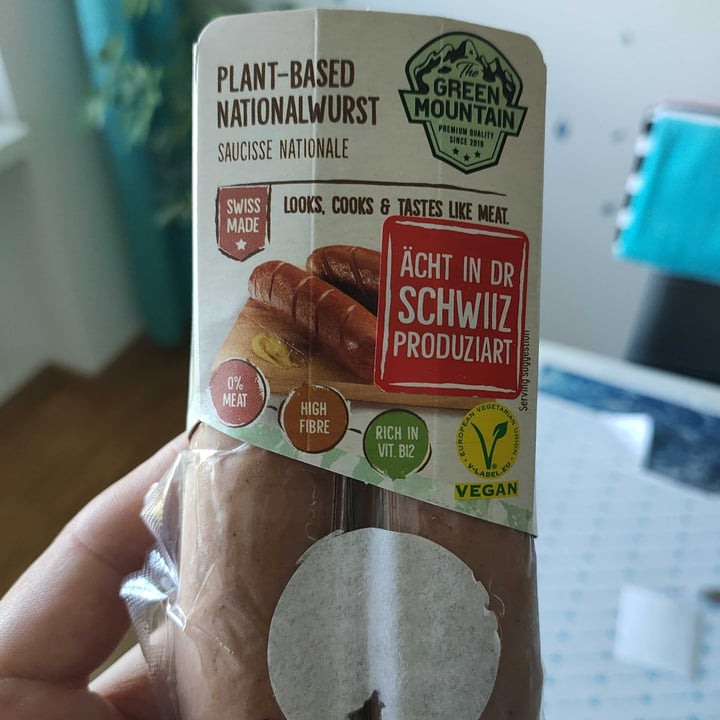 PLANT-BASED
NATIONALWURST
SAUCISSE NATIONALE
The
GREEN
MOUNTAIN
PREMIUM QUALITY
SINCE 2019
SWISS
MADE
LOOKS, COOKS & TASTES LIKE MEAT.
ÄCHT IN DR
SCHWIIZ
PRODUZIART
Serving suggestion
0%
MEAT
HIGH
FIBRE
RICH IN
VIT. B12
EUROPEAN VEGETARIAN UNION
V-LABEL.EU
VEGAN